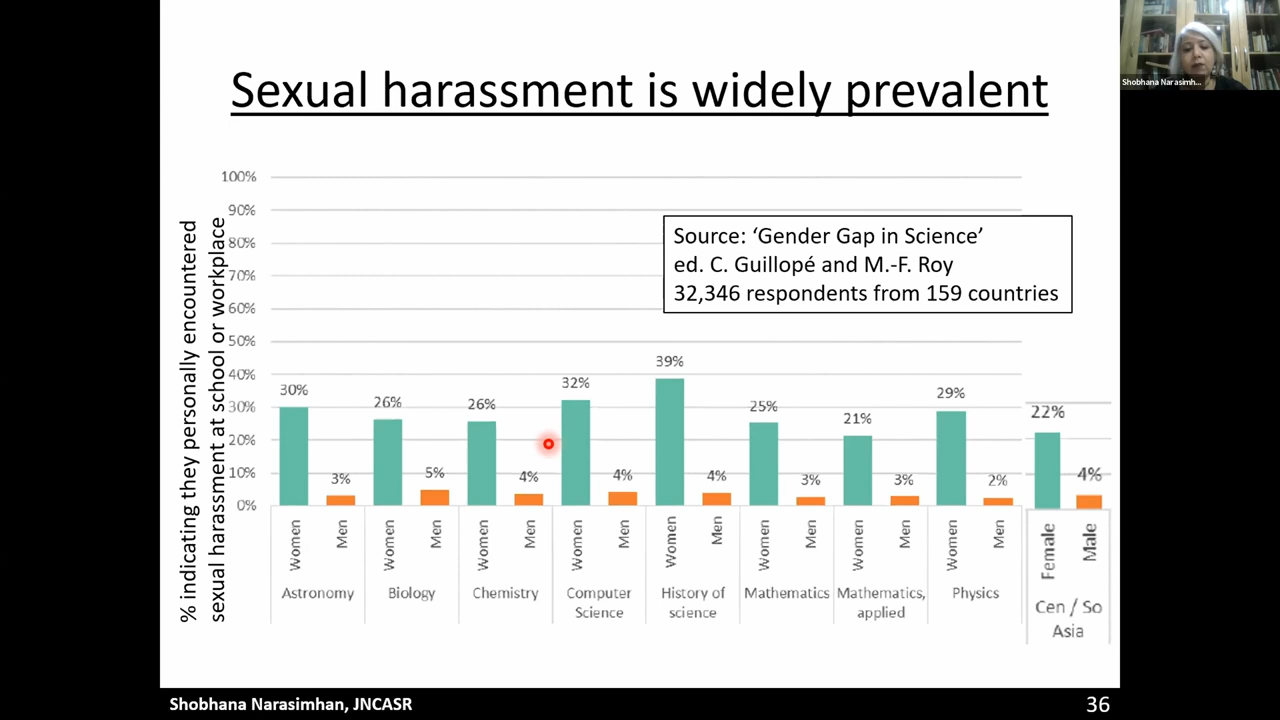 Sexual harassment is widely prevalent
Shobhana Narasimh...
% indicating they personally encountered
sexual harassment at school or workplace
100%
90%
80%
70%
60%
50%
40%
30%
20%
10%
0%
Source: ‘Gender Gap in Science’
ed. C. Guillopé and M.-F. Roy
32,346 respondents from 159 countries
30% 3% 26% 5% 26% 4% 32% 4% 39% 4% 25% 3% 21% 3% 29% 2% 22% 4%
Women Men Women Men Women Men Women Men Women Men Women Men Women Men Women Men Female Male
Astronomy Biology Chemistry Computer History of Mathematics Mathematics, Physics Cen / So
Science science applied Asia
Shobhana Narasimhan, JNCASR 36